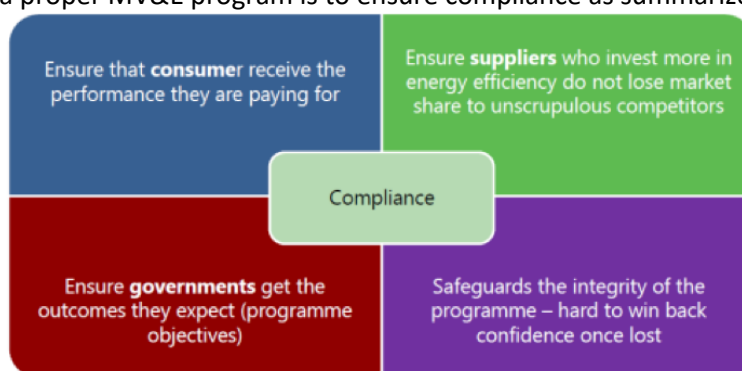 a proper MV&E program is to ensure compliance as summarize
Ensure that consumer receive the
performance they are paying for
Ensure suppliers who invest more in
energy efficiency do not lose market
share to unscrupulous competitors
Compliance
Ensure governments get the
outcomes they expect (programme
objectives)
Safeguards the integrity of the
programme – hard to win back
confidence once lost